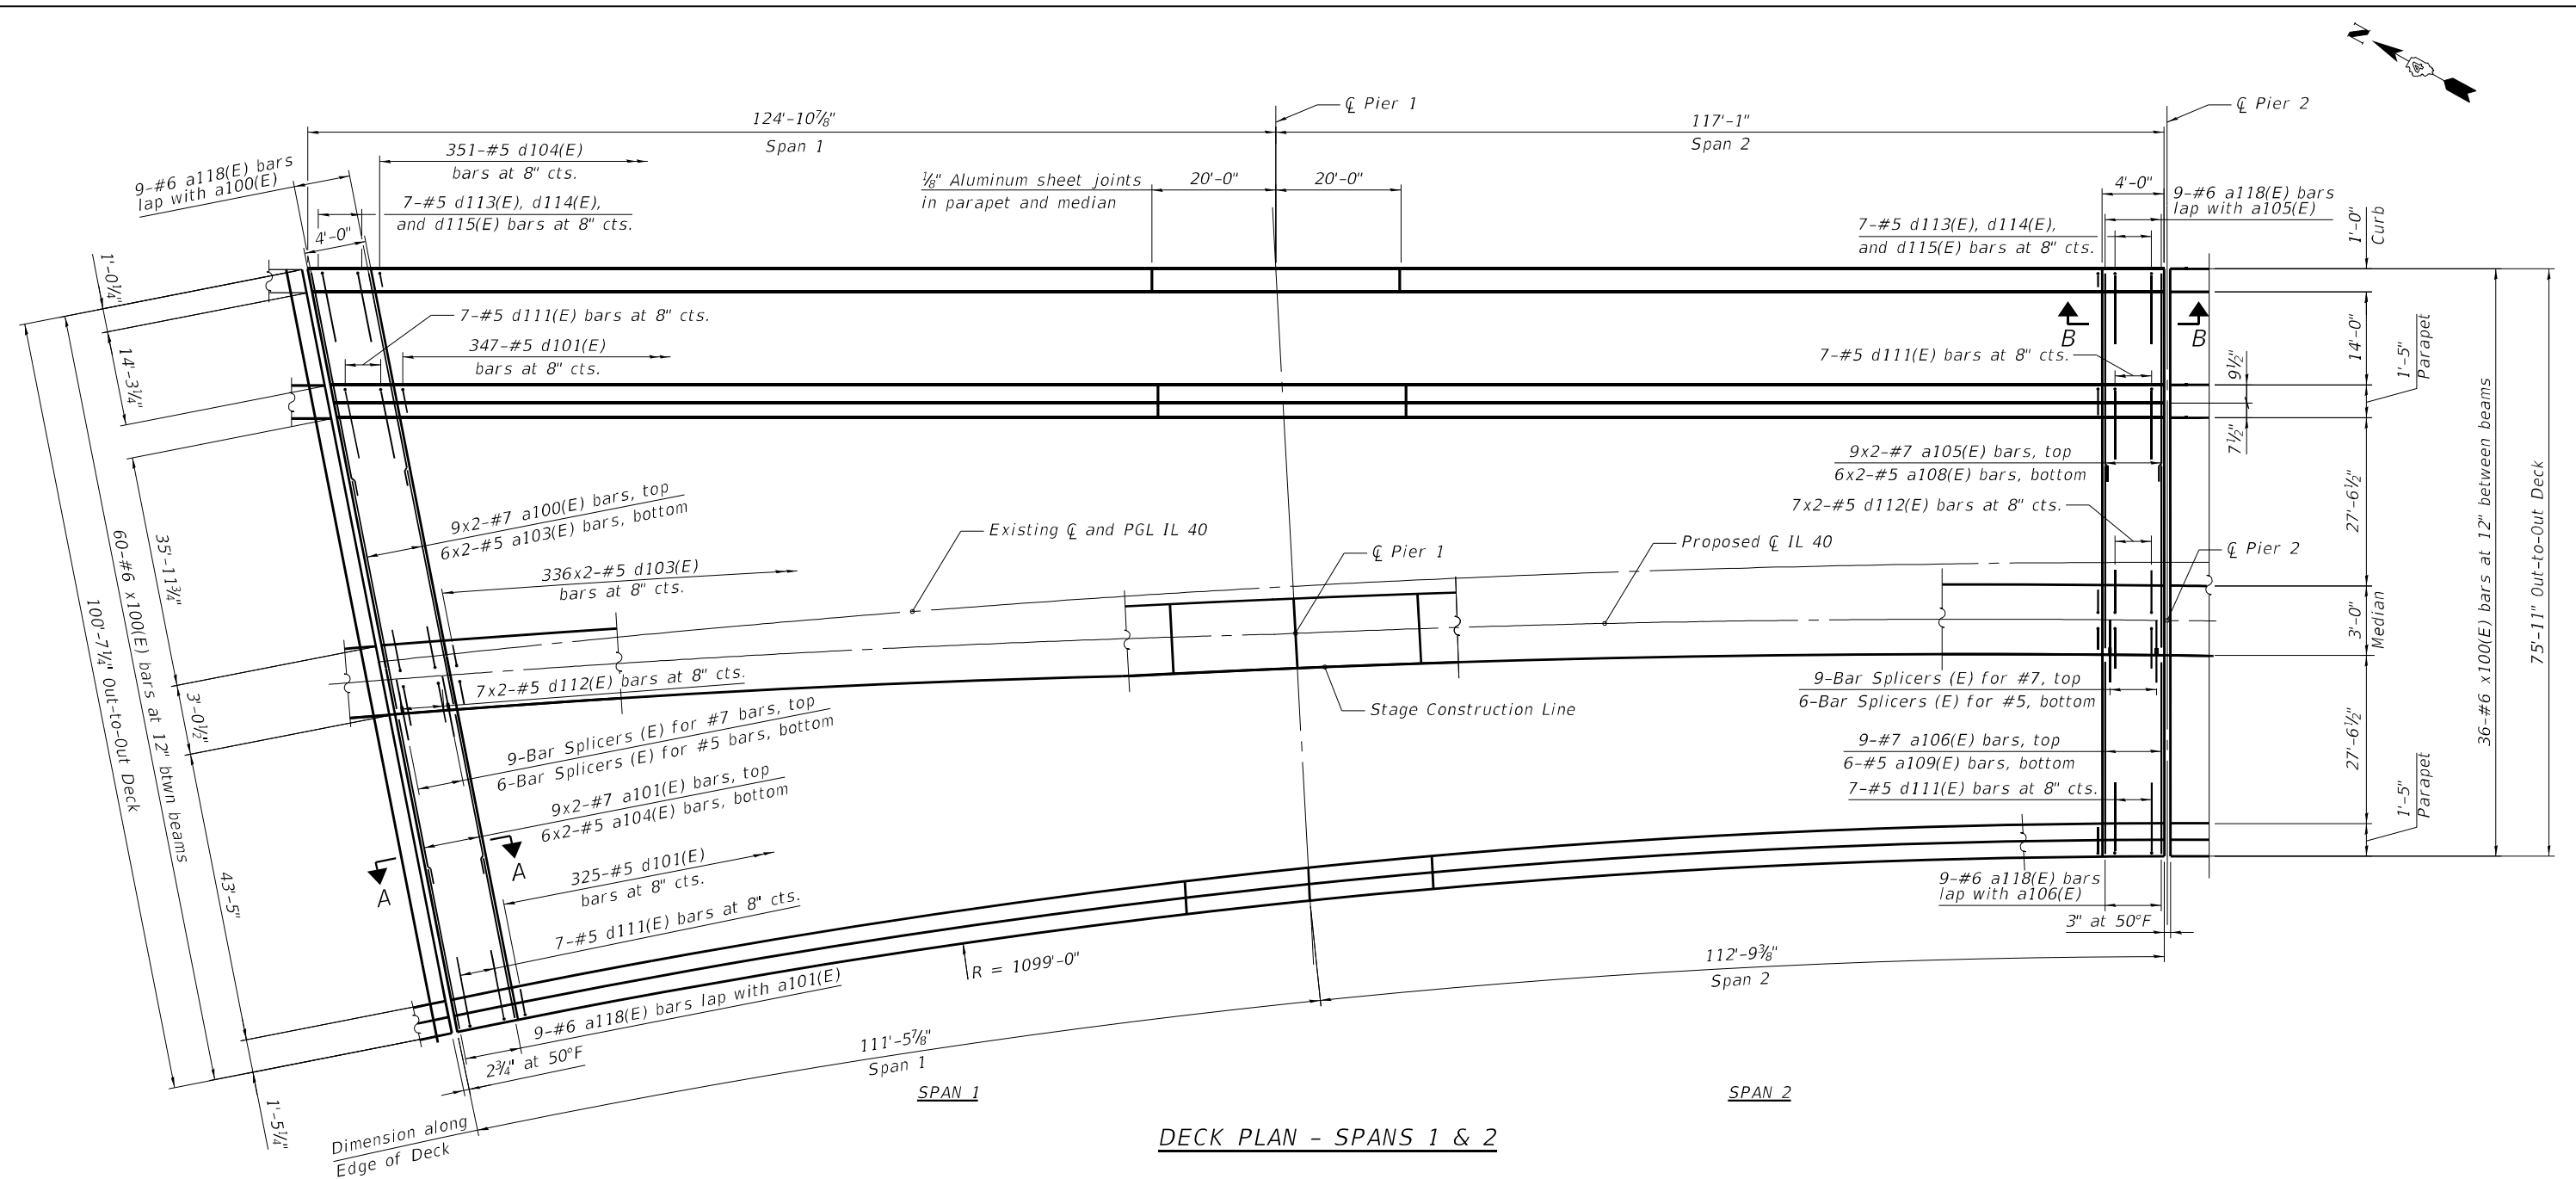 N
℄ Pier 1
℄ Pier 2
124'-10⅞"
Span 1
117'-1"
Span 2
351-#5 d104(E)
bars at 8" cts.
9-#6 a118(E) bars
lap with a100(E)
7-#5 d113(E), d114(E),
and d115(E) bars at 8" cts.
4'-0"
⅛" Aluminum sheet joints
in parapet and median
20'-0"
20'-0"
4'-0"
9-#6 a118(E) bars
lap with a105(E)
7-#5 d113(E), d114(E),
and d115(E) bars at 8" cts.
1'-0"
Curb
1'-0¼"
14'-3¼"
7-#5 d111(E) bars at 8" cts.
347-#5 d101(E)
bars at 8" cts.
B
B
7-#5 d111(E) bars at 8" cts.
14'-0"
9½"
7½"
1'-5"
Parapet
9x2-#7 a105(E) bars, top
6x2-#5 a108(E) bars, bottom
7x2-#5 d112(E) bars at 8" cts.
27'-6½"
36-#6 x100(E) bars at 12" between beams
75'-11" Out-to-Out Deck
9x2-#7 a100(E) bars, top
6x2-#5 a103(E) bars, bottom
Existing ℄ and PGL IL 40
℄ Pier 1
Proposed ℄ IL 40
℄ Pier 2
336x2-#5 d103(E)
bars at 8" cts.
35'-11¾"
60-#6 x100(E) bars at 12" btwn beams
100'-7¼" Out-to-Out Deck
3'-0½"
3'-0"
Median
7x2-#5 d112(E) bars at 8" cts.
9-Bar Splicers (E) for #7 bars, top
6-Bar Splicers (E) for #5 bars, bottom
Stage Construction Line
9-Bar Splicers (E) for #7, top
6-Bar Splicers (E) for #5, bottom
9-#7 a106(E) bars, top
6-#5 a109(E) bars, bottom
7-#5 d111(E) bars at 8" cts.
27'-6½"
1'-5"
Parapet
9x2-#7 a101(E) bars, top
6x2-#5 a104(E) bars, bottom
A
A
325-#5 d101(E)
bars at 8" cts.
7-#5 d111(E) bars at 8" cts.
43'-5"
9-#6 a118(E) bars
lap with a106(E)
3" at 50°F
R = 1099'-0"
9-#6 a118(E) bars lap with a101(E)
2¾" at 50°F
112'-9⅜"
Span 2
111'-5⅞"
Span 1
1'-5¼"
Dimension along
Edge of Deck
SPAN 1
SPAN 2
DECK PLAN - SPANS 1 & 2